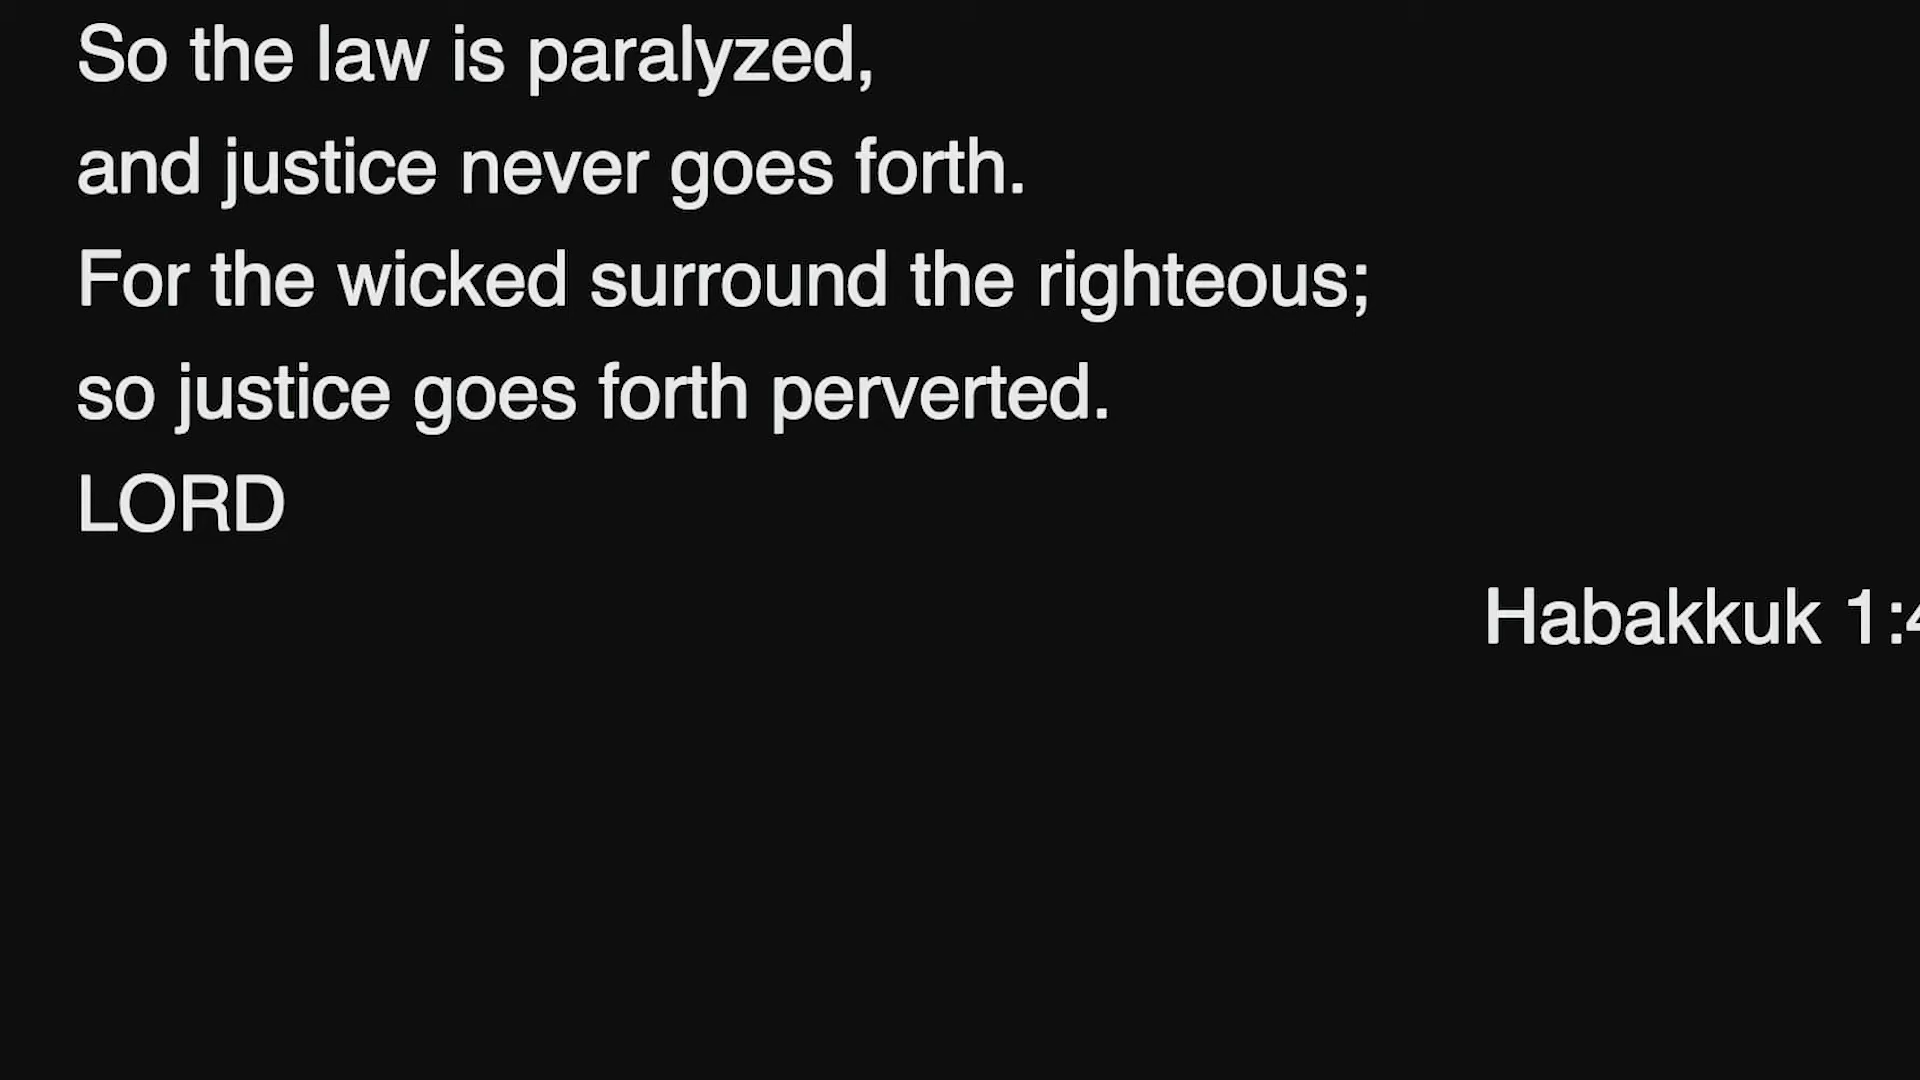 So the law is paralyzed,
and justice never goes forth.
For the wicked surround the righteous;
so justice goes forth perverted.
LORD
Habakkuk 1:4